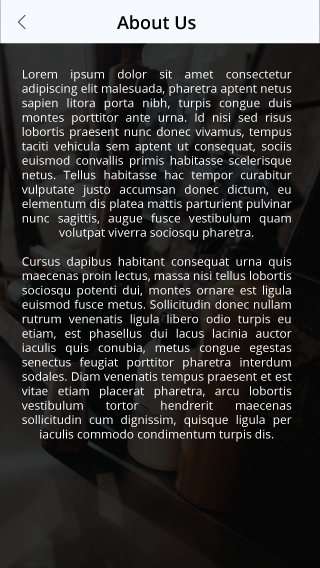 About Us
Lorem ipsum dolor sit amet consectetur
adipiscing elit malesuada, pharetra aptent netus
sapien litora porta nibh, turpis congue duis
montes porttitor ante urna. Id nisi sed risus
lobortis praesent nunc donec vivamus, tempus
taciti vehicula sem aptent ut consequat, sociis
euismod convallis primis habitasse scelerisque
netus. Tellus habitasse hac tempor curabitur
vulputate justo accumsan donec dictum, eu
elementum dis platea mattis parturient pulvinar
nunc sagittis, augue fusce vestibulum quam
volutpat viverra sociosqu pharetra.
Cursus dapibus habitant consequat urna quis
maecenas proin lectus, massa nisi tellus lobortis
sociosqu potenti dui, montes ornare est ligula
euismod fusce metus. Sollicitudin donec nullam
rutrum venenatis ligula libero odio turpis eu
etiam, est phasellus dui lacus lacinia auctor
iaculis quis conubia, metus congue egestas
senectus feugiat porttitor pharetra interdum
sodales. Diam venenatis tempus praesent et est
vitae etiam placerat pharetra, arcu lobortis
vestibulum tortor hendrerit maecenas
sollicitudin cum dignissim, quisque ligula per
iaculis commodo condimentum turpis dis.